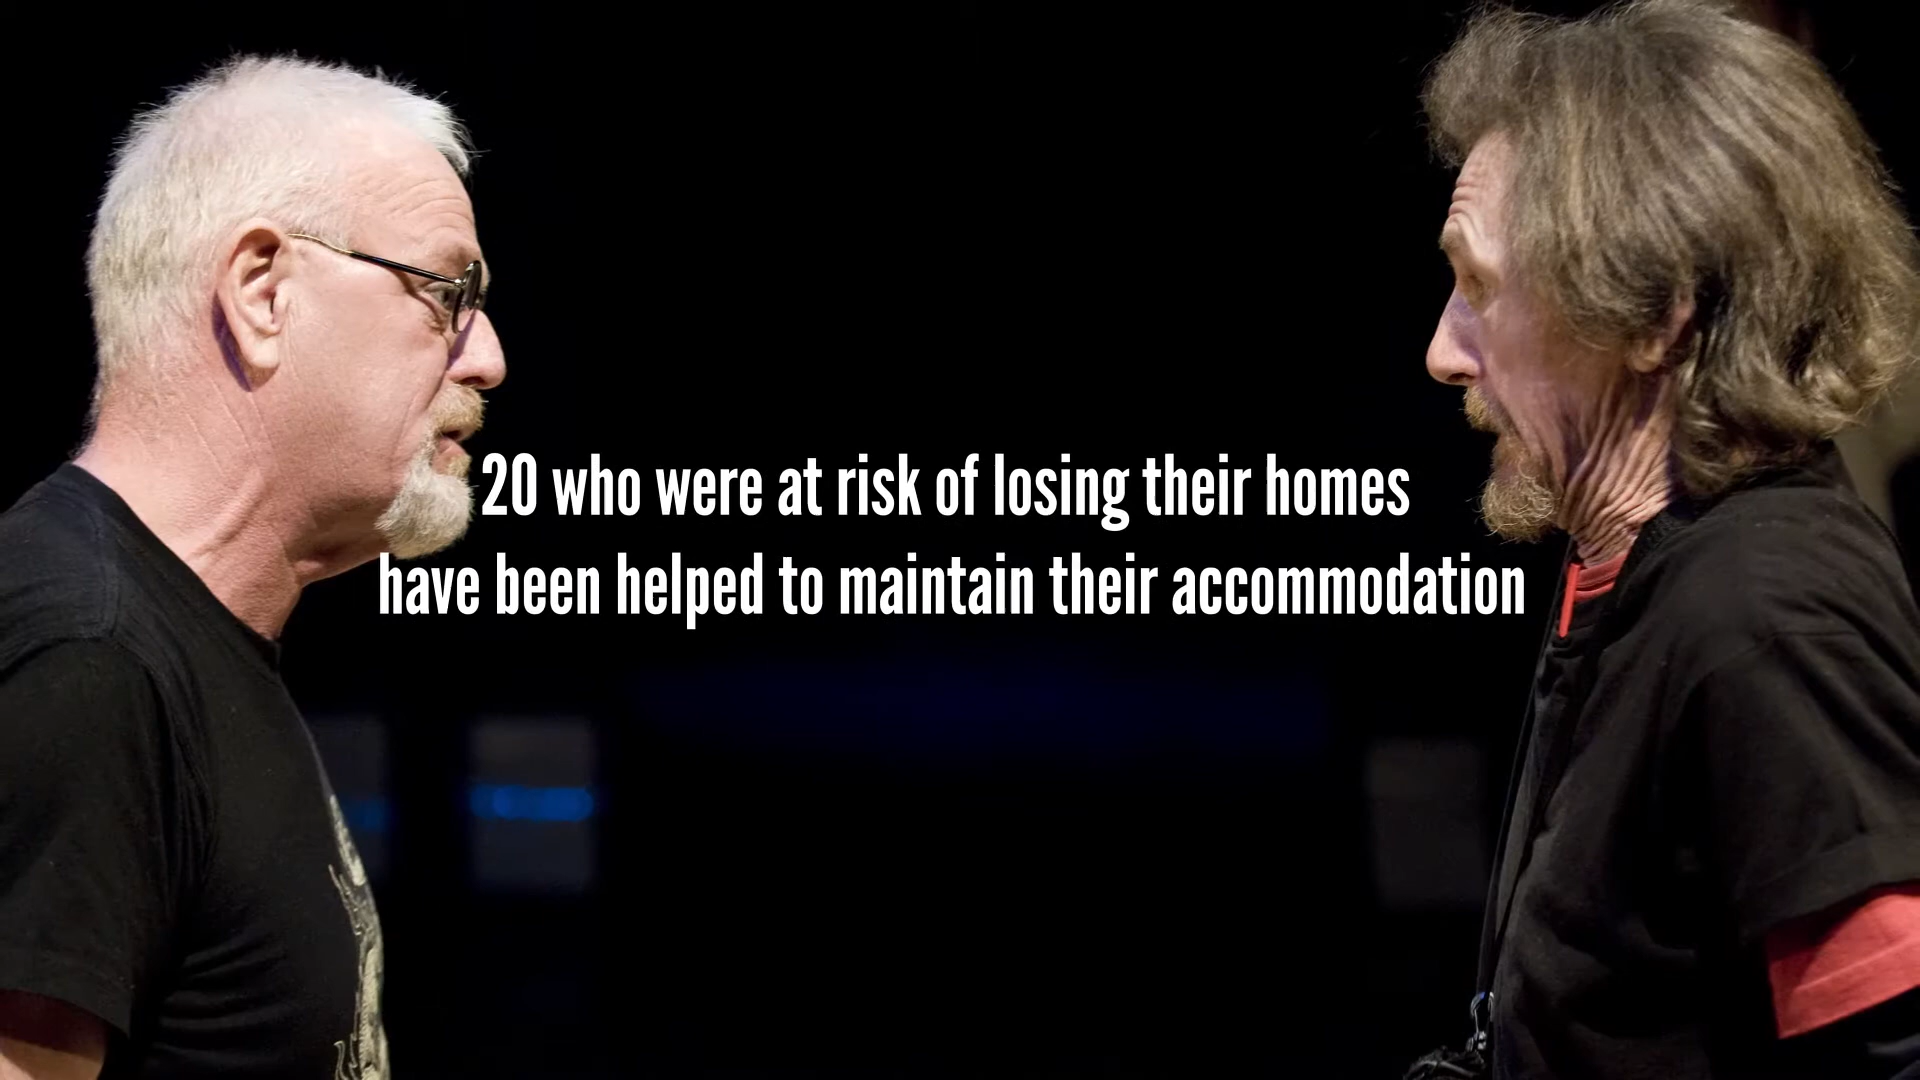 20 who were at risk of losing their homes
have been helped to maintain their accommodation